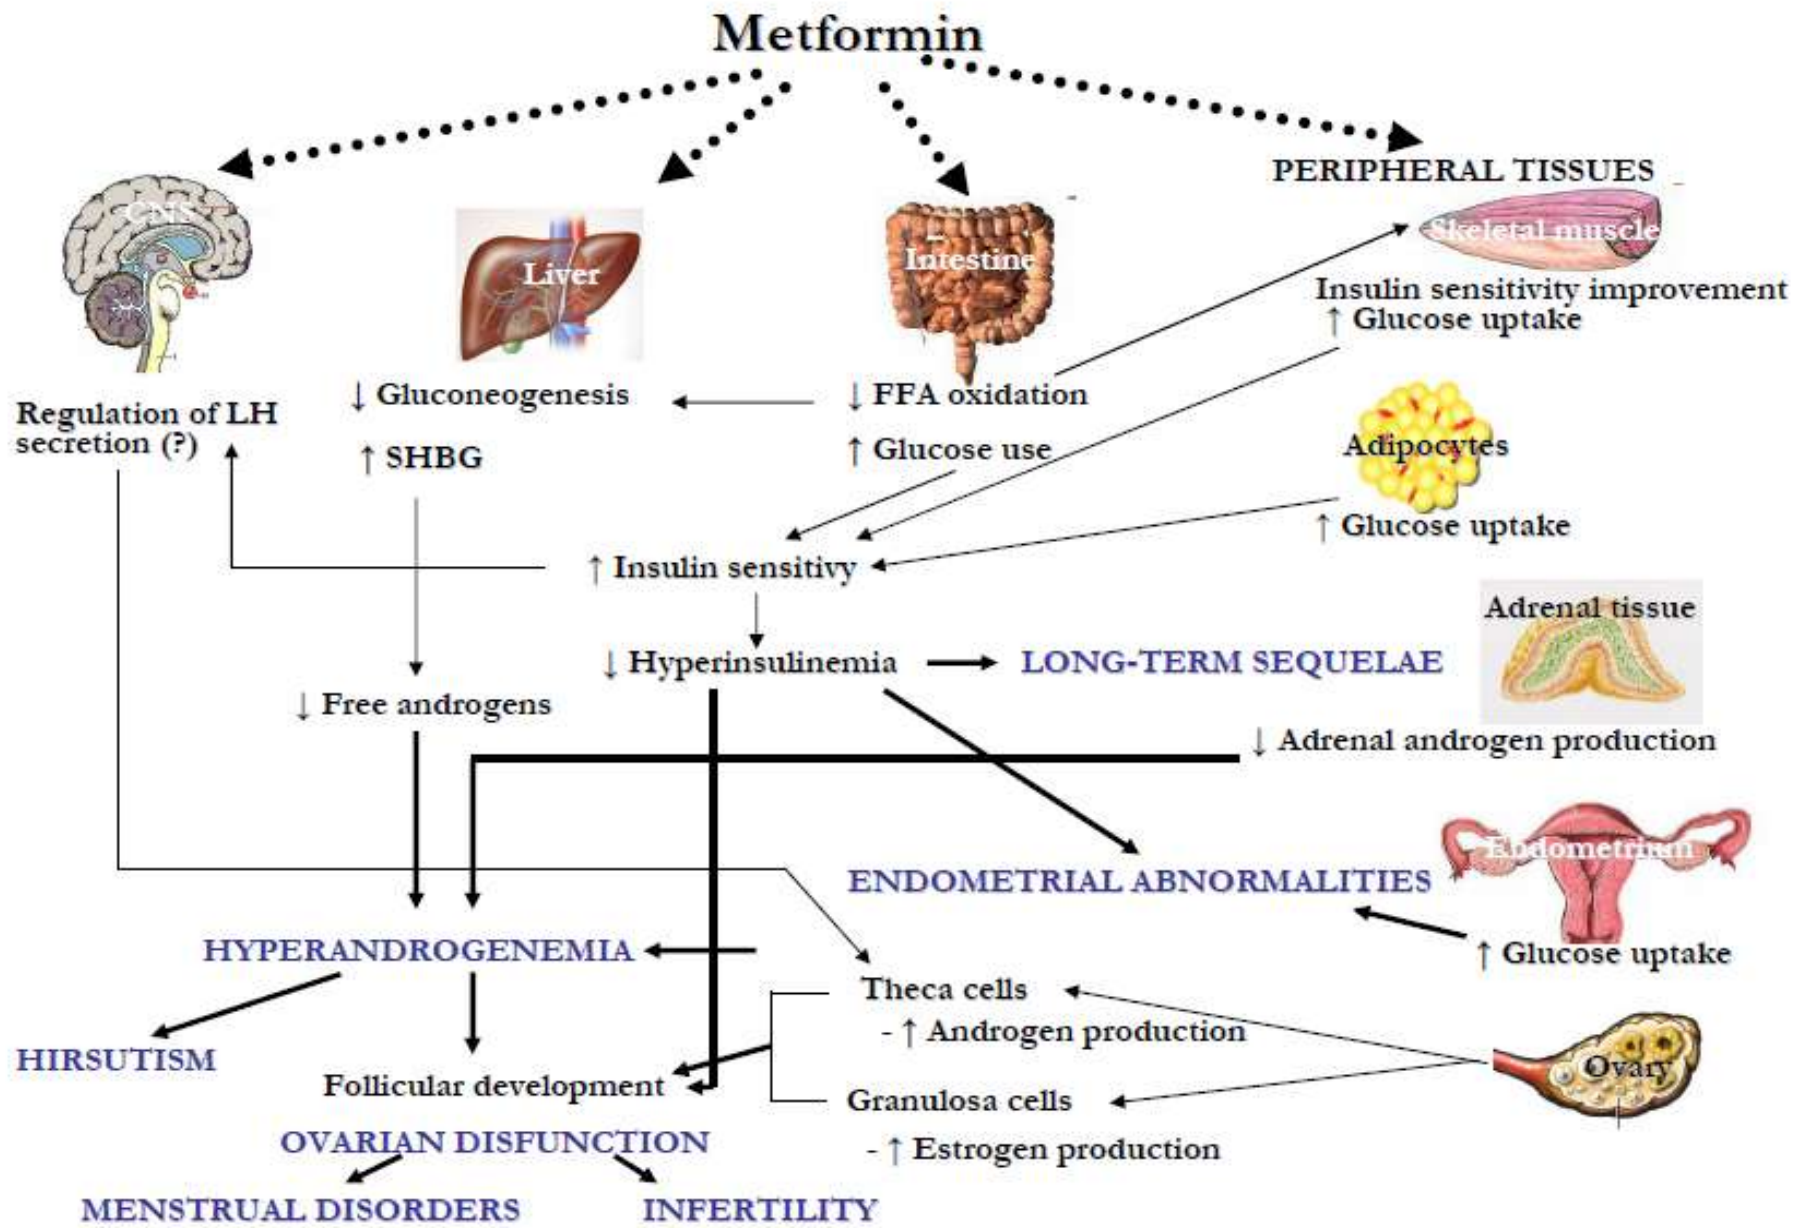 Metformin
PERIPHERAL TISSUES
CNS
Liver
Intestine
Skeletal muscle
Insulin sensitivity improvement
↑ Glucose uptake
Regulation of LH
secretion (?)
↓ Gluconeogenesis
↑ SHBG
↓ FFA oxidation
↑ Glucose use
Adipocytes
↑ Glucose uptake
↑ Insulin sensitivy
Adrenal tissue
↓ Hyperinsulinemia
LONG-TERM SEQUELAE
↓ Free androgens
↓ Adrenal androgen production
Endometrium
ENDOMETRIAL ABNORMALITIES
↑ Glucose uptake
HYPERANDROGENEMIA
Theca cells
- ↑ Androgen production
HIRSUTISM
Ovary
Follicular development
Granulosa cells
OVARIAN DISFUNCTION
- ↑ Estrogen production
MENSTRUAL DISORDERS
INFERTILITY